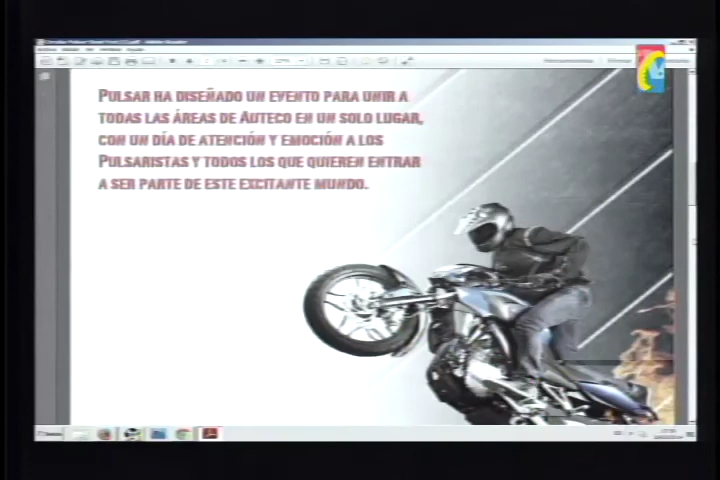 PULSAR HA DISEÑADO UN EVENTO PARA UNIR A
TODAS LAS ÁREAS DE AUTECO EN UN SOLO LUGAR,
CON UN DÍA DE ATENCIÓN Y EMOCIÓN A LOS
PULSARISTAS Y TODOS LOS QUE QUIEREN ENTRAR
A SER PARTE DE ESTE EXCITANTE MUNDO.